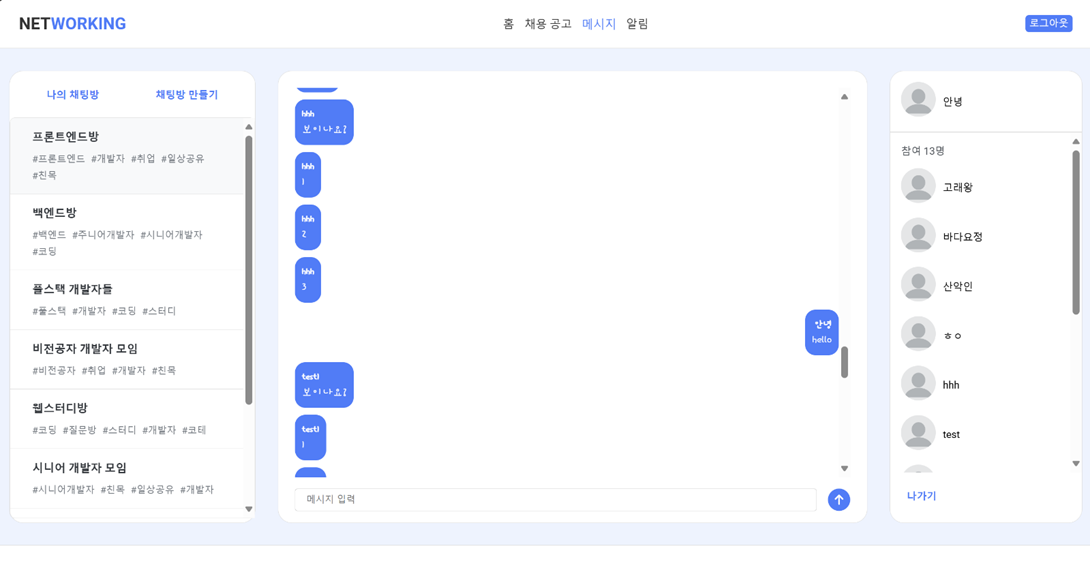 NETWORKING
홈 채용 공고 메시지 알림
로그아웃
나의 채팅방 채팅방 만들기
프론트엔드방
#프론트엔드 #개발자 #취업 #일상공유
#친목
백엔드방
#백엔드 #주니어개발자 #시니어개발자
#코딩
플스택 개발자들
#풀스택 #개발자 #코딩 #스터디
비전공자 개발자 모임
#비전공자 #취업 #개발자 #친목
웹스터디방
#코딩 #질문방 #스터디 #개발자 #코테
시니어 개발자 모임
#시니어개발자 #친목 #일상공유 #개발자
hhh
보이나요?
hhh
1
hhh
2
hhh
3
안녕
hello
test1
보이나요?
test1
1
메시지 입력
안녕
참여 13명
고래왕
바다요정
산악인
ㅎㅇ
hhh
test
나가기